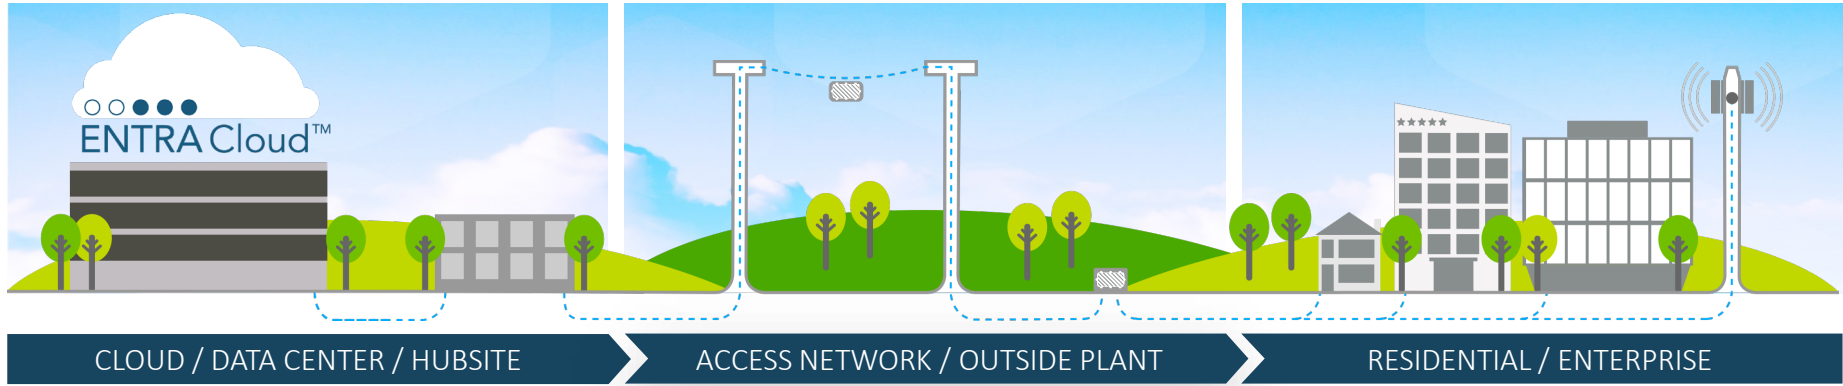 ENTRA Cloud™
CLOUD / DATA CENTER / HUBSITE
ACCESS NETWORK / OUTSIDE PLANT
RESIDENTIAL / ENTERPRISE